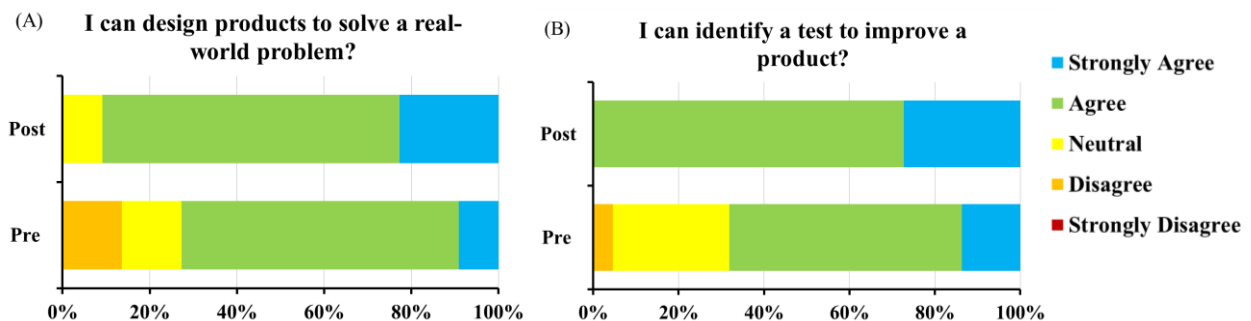 (A)
I can design products to solve a real-
world problem?
Post
Pre
0% 20% 40% 60% 80% 100%
(B)
I can identify a test to improve a
product?
Post
Pre
0% 20% 40% 60% 80% 100%
Strongly Agree
Agree
Neutral
Disagree
Strongly Disagree